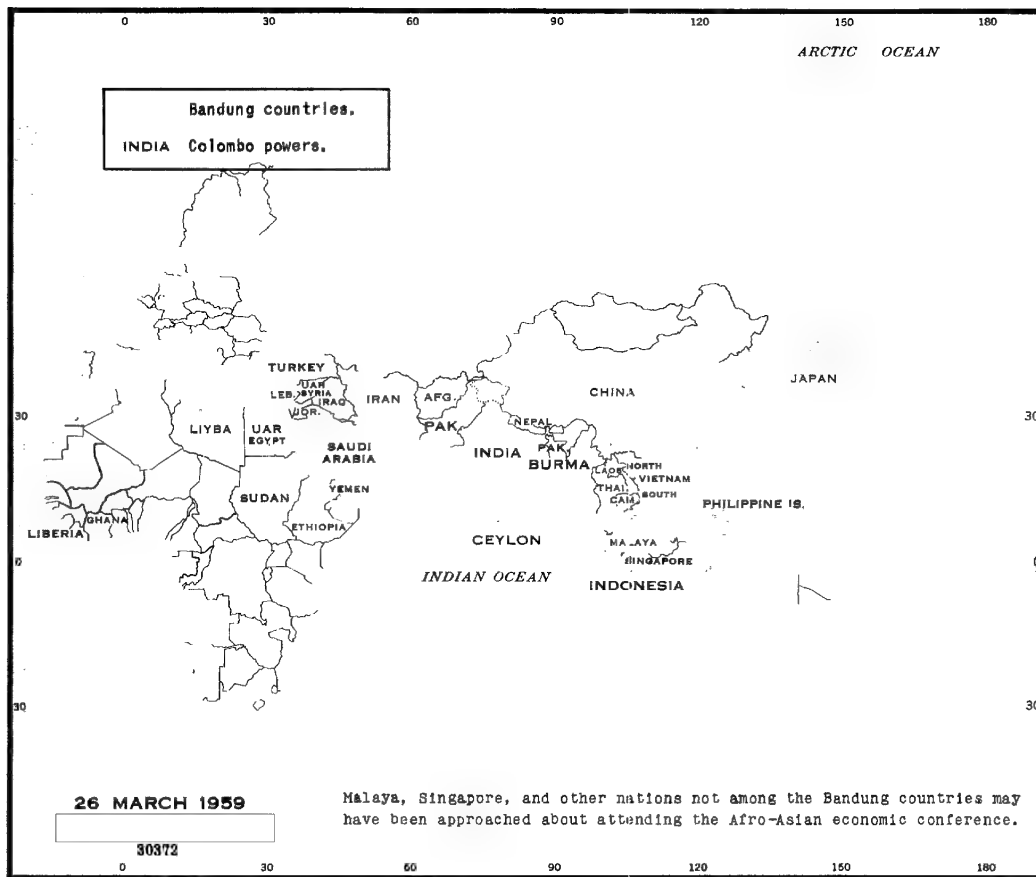 0 30 60 90 120 150 180
ARCTIC OCEAN
Bandung countries.
INDIA Colombo powers.
TURKEY
UAR
SYRIA
LEB.
IRAQ
JOR.
IRAN
AFG.
CHINA
JAPAN
30 30
LIYBA
UAR
EGYPT
PAK.
NEPAL
SAUDI
ARABIA
INDIA
PAK
BURMA
LAOS
NORTH
VIETNAM
SOUTH
THAI.
CAM.
SUDAN
YEMEN
PHILIPPINE IS.
GHANA
LIBERIA
ETHIOPIA
CEYLON
MALAYA
SINGAPORE
0 0
INDIAN OCEAN
INDONESIA
30 30
26 MARCH 1959
30372
Malaya, Singapore, and other nations not among the Bandung countries may
have been approached about attending the Afro-Asian economic conference.
0 30 60 90 120 150 180